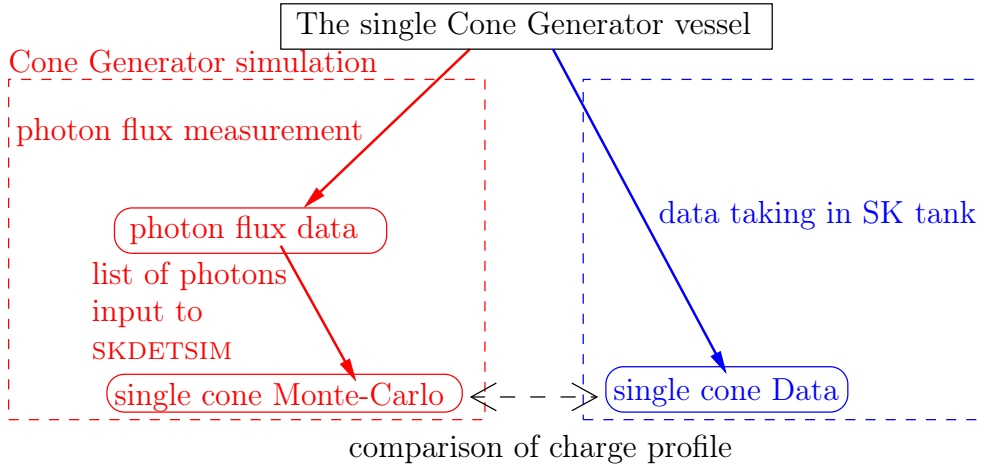 The single Cone Generator vessel
Cone Generator simulation
photon flux measurement
photon flux data
list of photons
input to
SKDETSIM
single cone Monte-Carlo
data taking in SK tank
single cone Data
comparison of charge profile